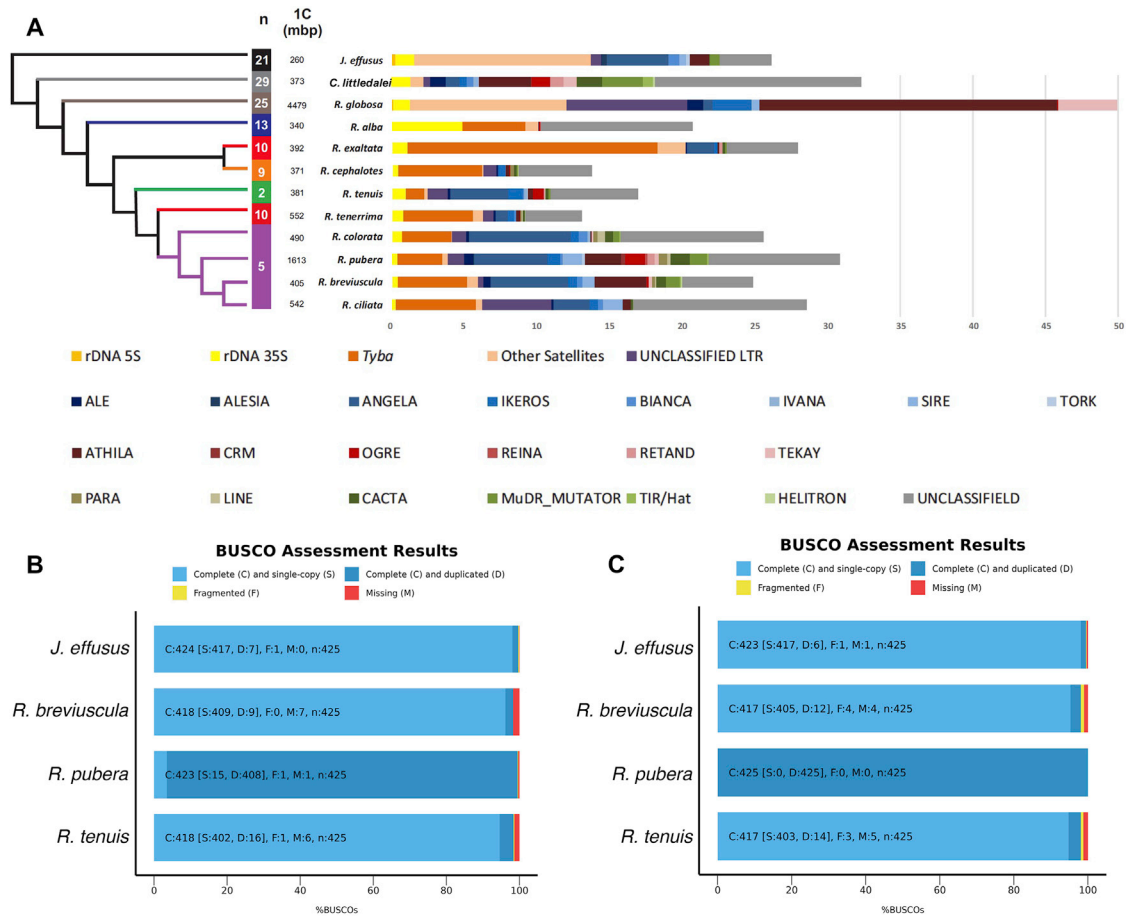 A
n
1C
(mbp)
21 260 J. effusus
29 373 C. littledalei
25 4479 R. globosa
13 340 R. alba
10 392 R. exaltata
9 371 R. cephalotes
2 381 R. tenuis
10 552 R. tenerrima
490 R. colorata
5 1613 R. pubera
405 R. breviuscula
542 R. ciliata
0 5 10 15 20 25 30 35 40 45 50
rDNA 5S rDNA 35S Tyba Other Satellites UNCLASSIFIED LTR
ALE ALESIA ANGELA IKEROS BIANCA IVANA SIRE TORK
ATHILA CRM OGRE REINA RETAND TEKAY
PARA LINE CACTA MuDR_MUTATOR TIR/Hat HELITRON UNCLASSIFIELD
B
BUSCO Assessment Results
Complete (C) and single-copy (S) Complete (C) and duplicated (D)
Fragmented (F) Missing (M)
J. effusus C:424 [S:417, D:7], F:1, M:0, n:425
R. breviuscula C:418 [S:409, D:9], F:0, M:7, n:425
R. pubera C:423 [S:15, D:408], F:1, M:1, n:425
R. tenuis C:418 [S:402, D:16], F:1, M:6, n:425
0 20 40 60 80 100
%BUSCOs
C
BUSCO Assessment Results
Complete (C) and single-copy (S) Complete (C) and duplicated (D)
Fragmented (F) Missing (M)
J. effusus C:423 [S:417, D:6], F:1, M:1, n:425
R. breviuscula C:417 [S:405, D:12], F:4, M:4, n:425
R. pubera C:425 [S:0, D:425], F:0, M:0, n:425
R. tenuis C:417 [S:403, D:14], F:3, M:5, n:425
0 20 40 60 80 100
%BUSCOs